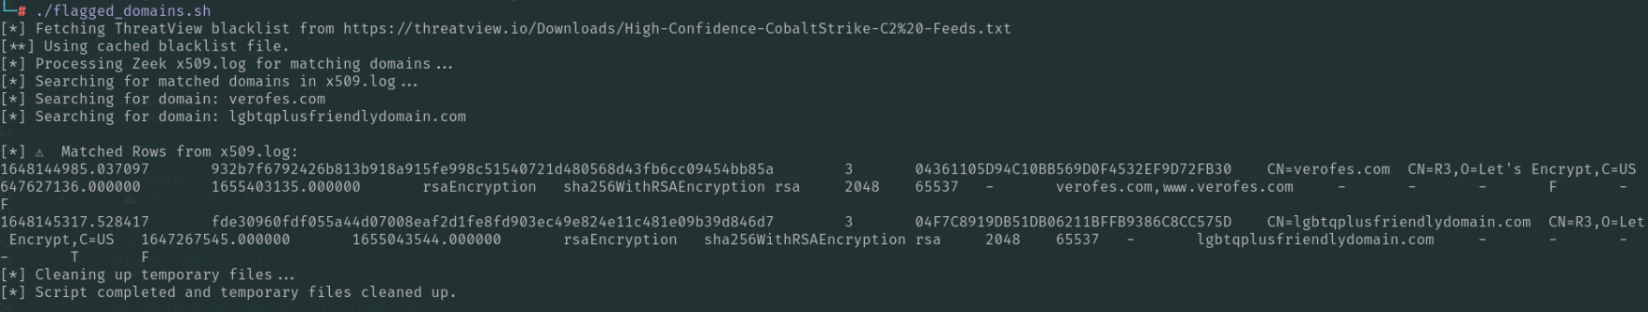 └─# ./flagged_domains.sh
[*] Fetching ThreatView blacklist from https://threatview.io/Downloads/High-Confidence-CobaltStrike-C2%20-Feeds.txt
[**] Using cached blacklist file.
[*] Processing Zeek x509.log for matching domains...
[*] Searching for matched domains in x509.log...
[*] Searching for domain: verofes.com
[*] Searching for domain: lgbtqplusfriendlydomain.com
[*] ⚠ Matched Rows from x509.log:
1648144985.037097 932b7f6792426b813b918a915fe998c51540721d480568d43fb6cc09454bb85a 3 04361105D94C10BB569D0F4532EF9D72FB30 CN=verofes.com CN=R3,O=Let's Encrypt,C=US
647627136.000000 1655403135.000000 rsaEncryption sha256WithRSAEncryption rsa 2048 65537 - verofes.com,www.verofes.com - - - F -
F
1648145317.528417 fde30960fdf055a44d07008eaf2d1fe8fd903ec49e824e11c481e09b39d846d7 3 04F7C8919DB51DB06211BFFB9386C8CC575D CN=lgbtqplusfriendlydomain.com CN=R3,O=Let
Encrypt,C=US 1647267545.000000 1655043544.000000 rsaEncryption sha256WithRSAEncryption rsa 2048 65537 - lgbtqplusfriendlydomain.com - - -
- T F
[*] Cleaning up temporary files...
[*] Script completed and temporary files cleaned up.